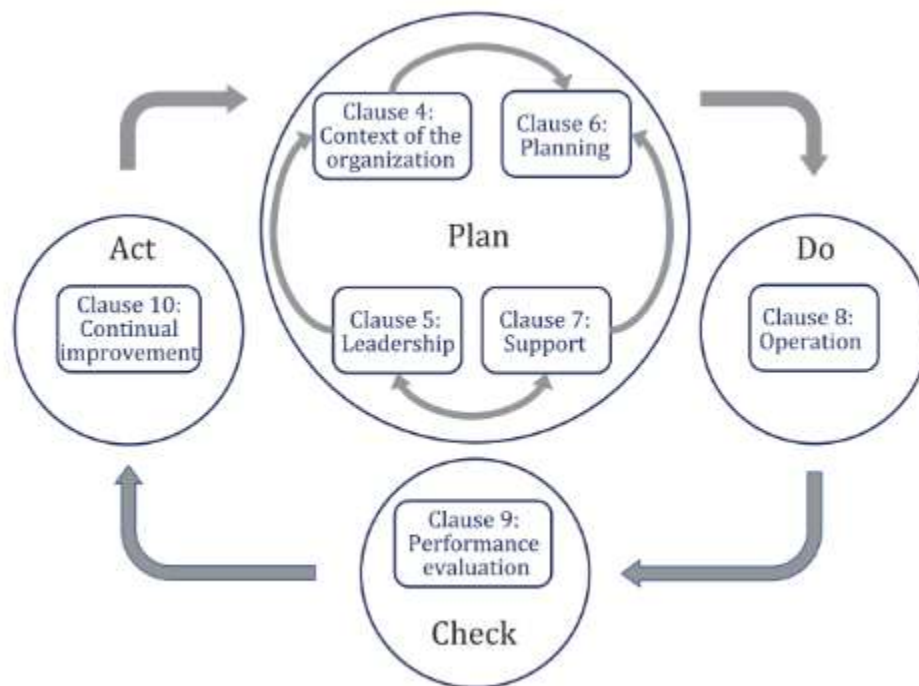 Clause 4:
Context of the
organization
Clause 6:
Planning
Plan
Clause 5:
Leadership
Clause 7:
Support
Do
Clause 8:
Operation
Clause 9:
Performance
evaluation
Check
Act
Clause 10:
Continual
improvement